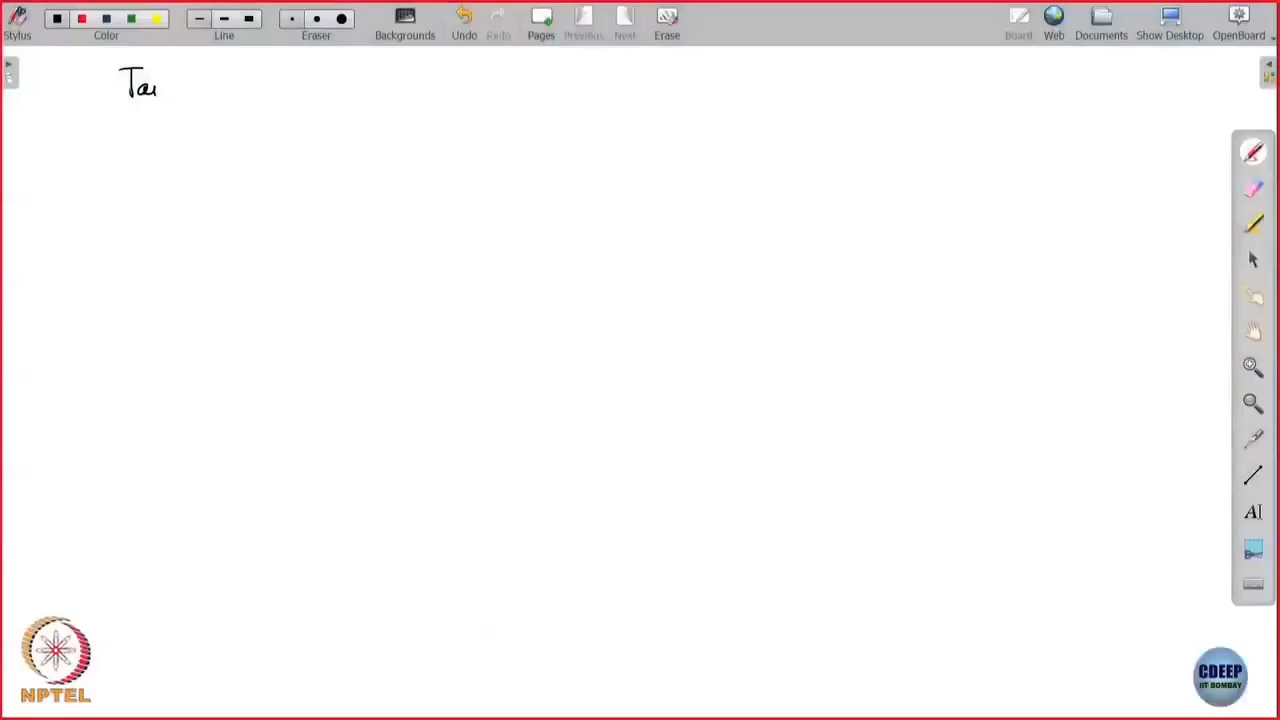 Stylus Color Line Eraser Backgrounds Undo Redo Pages Previous Next Erase Board Web Documents Show Desktop OpenBoard
Ta
A
NPTEL
CDEEP
IIT BOMBAY